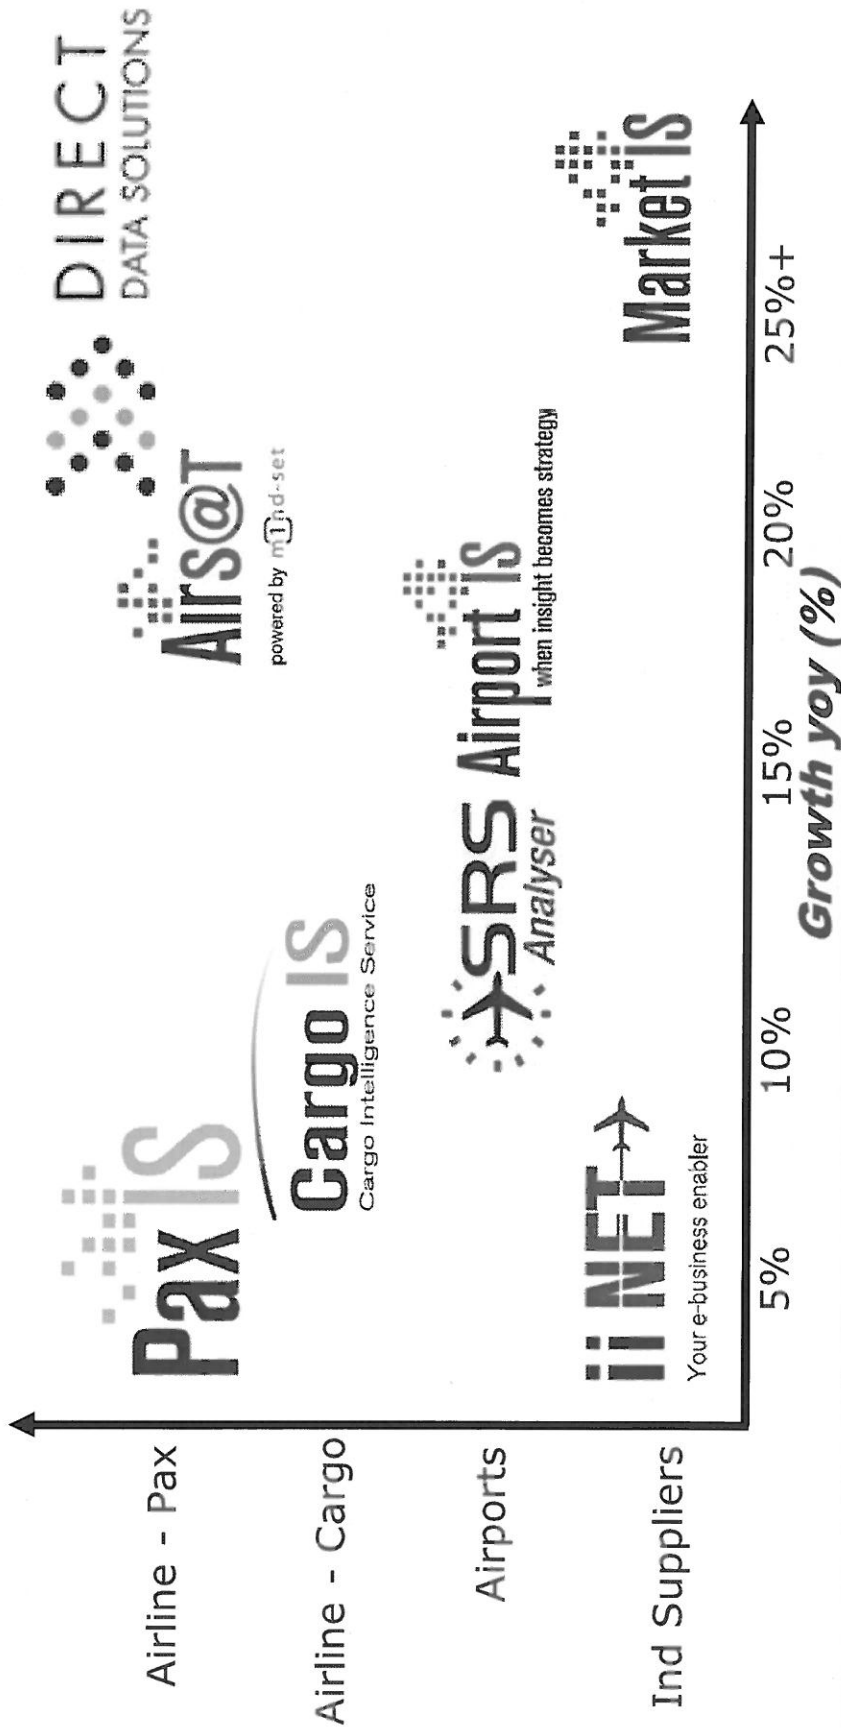 DIRECT
DATA SOLUTIONS
Pax IS
Airs@T
powered by m1nd-set
Airline - Pax
Cargo IS
Cargo Intelligence Service
Airline - Cargo
SRS
Analyser
Airport IS
when insight becomes strategy
Airports
ii NET
Your e-business enabler
Market IS
Ind Suppliers
5% 10% 15% 20% 25%+
Growth yoy (%)